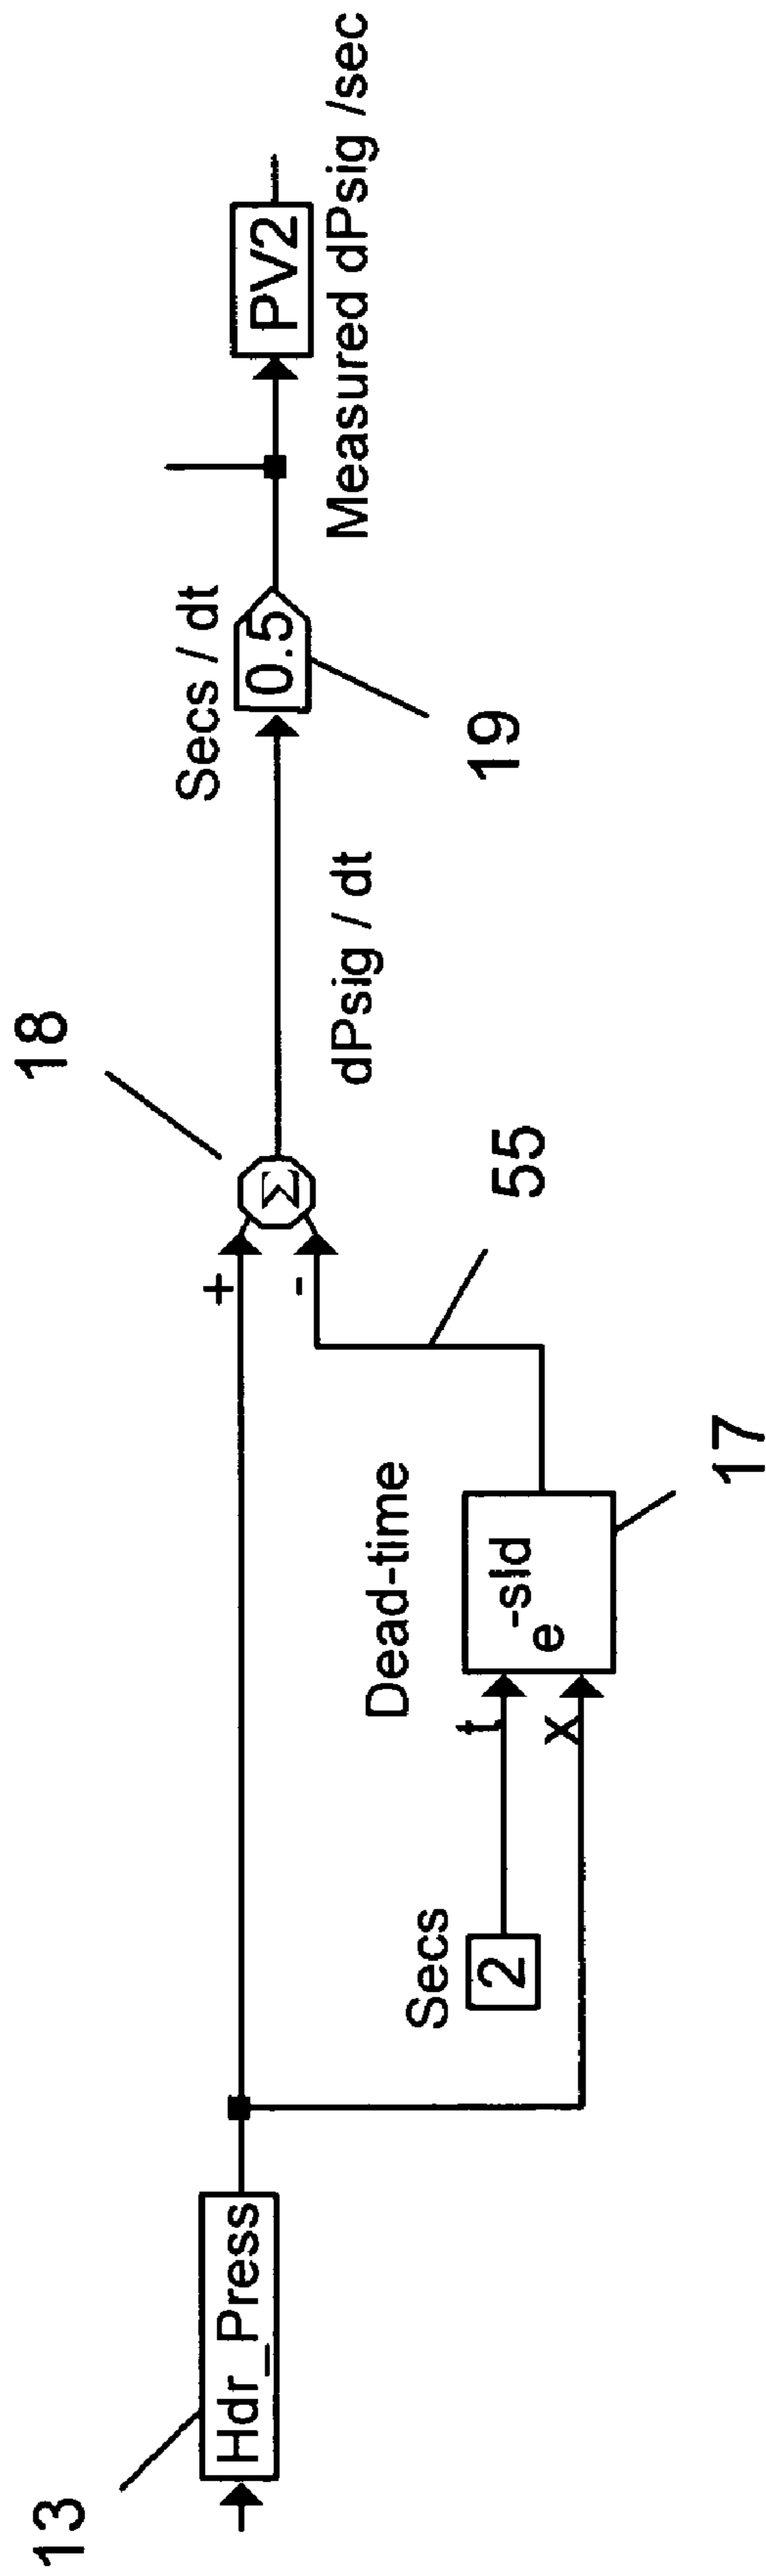 13
Hdr_Press
Secs
2
t
x
Dead-time
e-sld
17
55
+
-
Σ
18
dPsig / dt
Secs / dt
0.5
19
PV2
Measured dPsig /sec